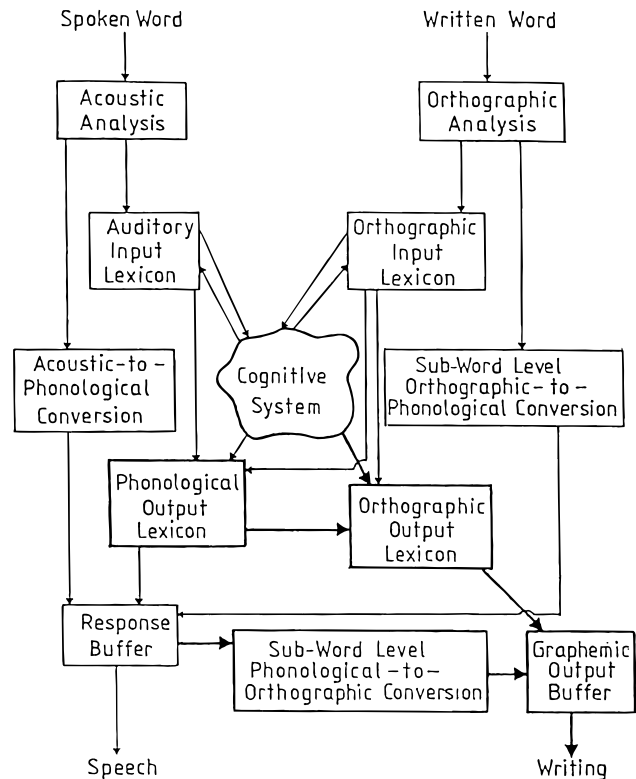 Spoken Word
Written Word
Acoustic
Analysis
Orthographic
Analysis
Auditory
Input
Lexicon
Orthographic
Input
Lexicon
Acoustic-to-
Phonological
Conversion
Cognitive
System
Sub-Word Level
Orthographic-to-
Phonological Conversion
Phonological
Output
Lexicon
Orthographic
Output
Lexicon
Response
Buffer
Sub-Word Level
Phonological-to-
Orthographic Conversion
Graphemic
Output
Buffer
Speech
Writing